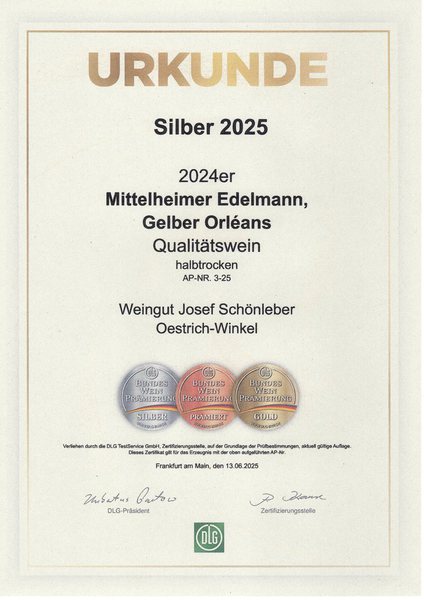 URKUNDE
Silber 2025
2024er
Mittelheimer Edelmann,
Gelber Orléans
Qualitätswein
halbtrocken
AP-NR. 3-25
Weingut Josef Schönleber
Oestrich-Winkel
DLG DLG DLG
BUNDES BUNDES BUNDES
WEIN WEIN WEIN
PRÄMIERUNG PRÄMIERUNG PRÄMIERUNG
SILBER PRÄMIERT GOLD
Verliehen durch die DLG TestService GmbH, Zertifizierungsstelle, auf der Grundlage der Prüfbestimmungen, aktuell gültige Auflage.
Dieses Zertifikat gilt für das Erzeugnis mit der oben aufgeführten AP-Nr.
Frankfurt am Main, den 13.06.2025
DLG-Präsident Zertifizierungsstelle
DLG